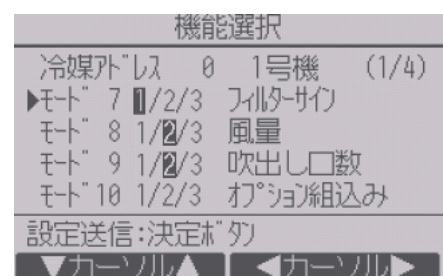 機能選択
冷媒ｱﾄﾞﾚｽ 0 1号機 (1/4)
▶ﾓｰﾄﾞ 7 1/2/3 ﾌｨﾙﾀｰｻｲﾝ
ﾓｰﾄﾞ 8 1/2/3 風量
ﾓｰﾄﾞ 9 1/2/3 吹出し口数
ﾓｰﾄﾞ10 1/2/3 ｵﾌﾟｼｮﾝ組込み
設定送信:決定ﾎﾞﾀﾝ
▼カーソル▲ ◀カーソル▶